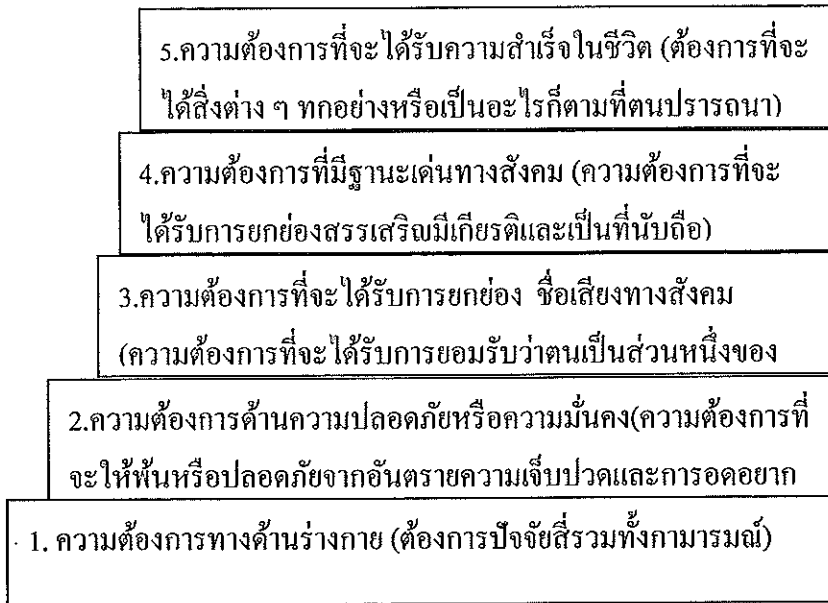 5.ความต้องการที่จะได้รับความสำเร็จในชีวิต (ต้องการที่จะ
ได้สิ่งต่าง ๆ ทกอย่างหรือเป็นอะไรก็ตามที่ตนปรารถนา)
4.ความต้องการที่มีฐานะเด่นทางสังคม (ความต้องการที่จะ
ได้รับการยกย่องสรรเสริญมีเกียรติและเป็นที่นับถือ)
3.ความต้องการที่จะได้รับการยกย่อง ชื่อเสียงทางสังคม
(ความต้องการที่จะได้รับการยอมรับว่าตนเป็นส่วนหนึ่งของ
2.ความต้องการด้านความปลอดภัยหรือความมั่นคง(ความต้องการที่
จะให้พ้นหรือปลอดภัยจากอันตรายความเจ็บปวดและการอดอยาก
1. ความต้องการทางด้านร่างกาย (ต้องการปัจจัยสี่รวมทั้งกามารมณ์)